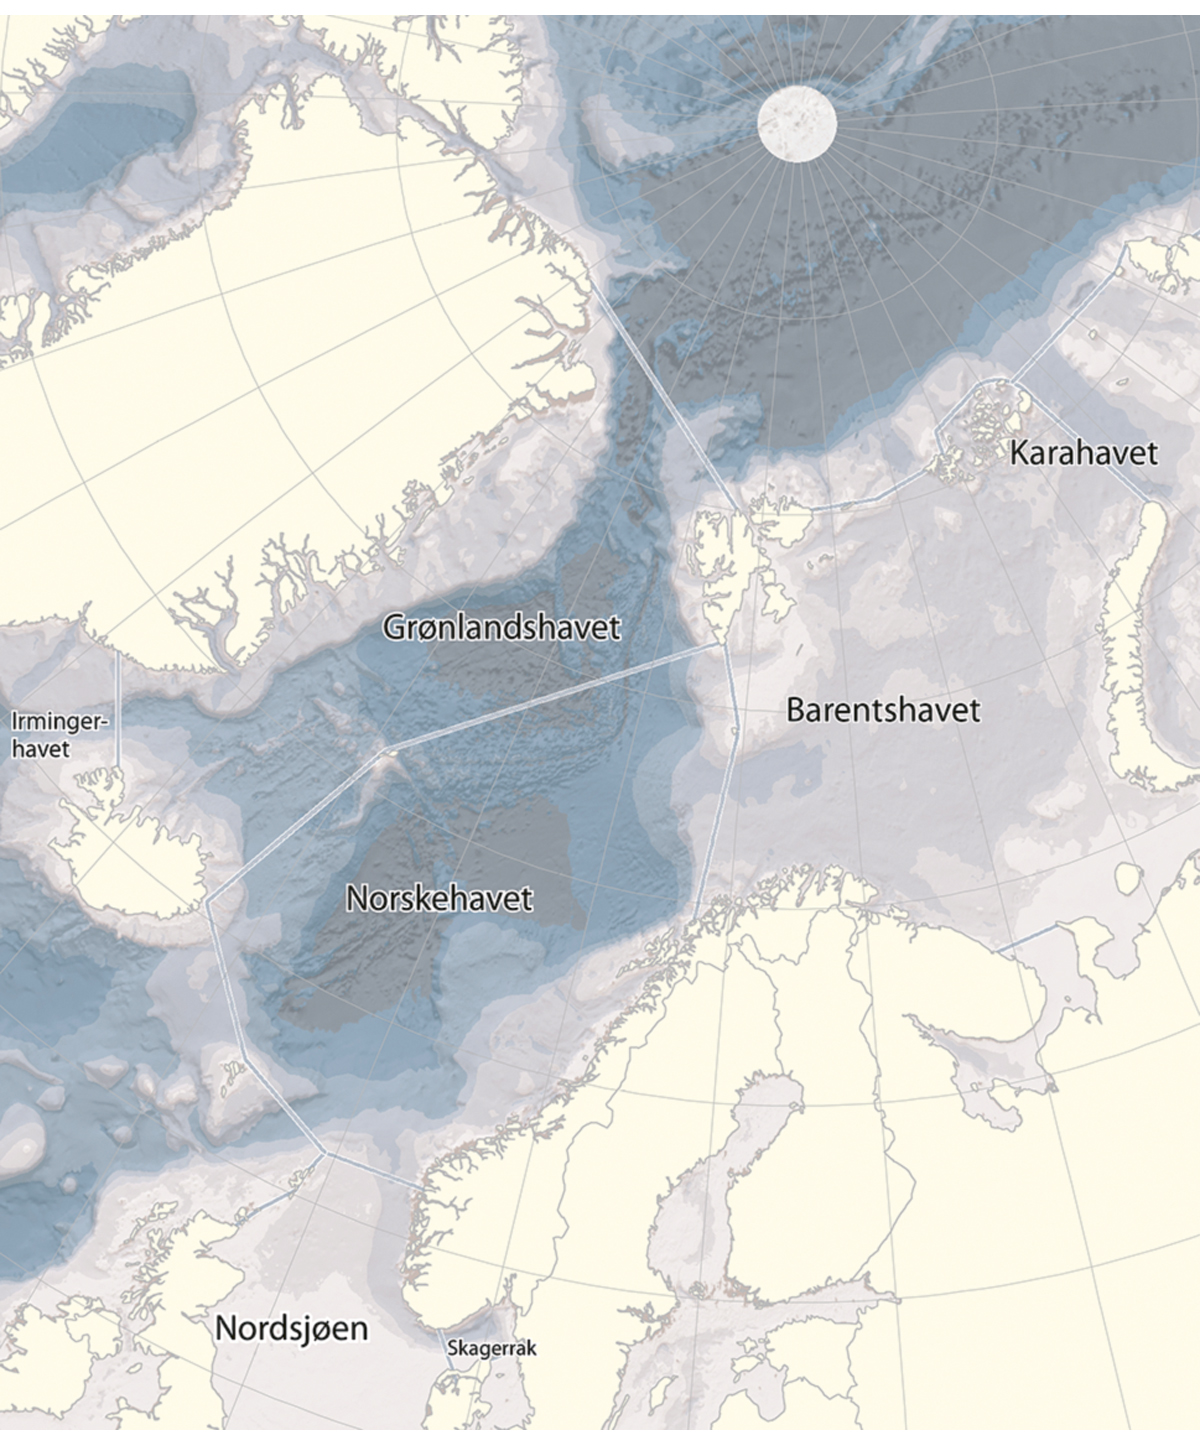 Karahavet
Grønlandshavet
Irminger-
havet
Barentshavet
Norskehavet
Nordsjøen
Skagerrak